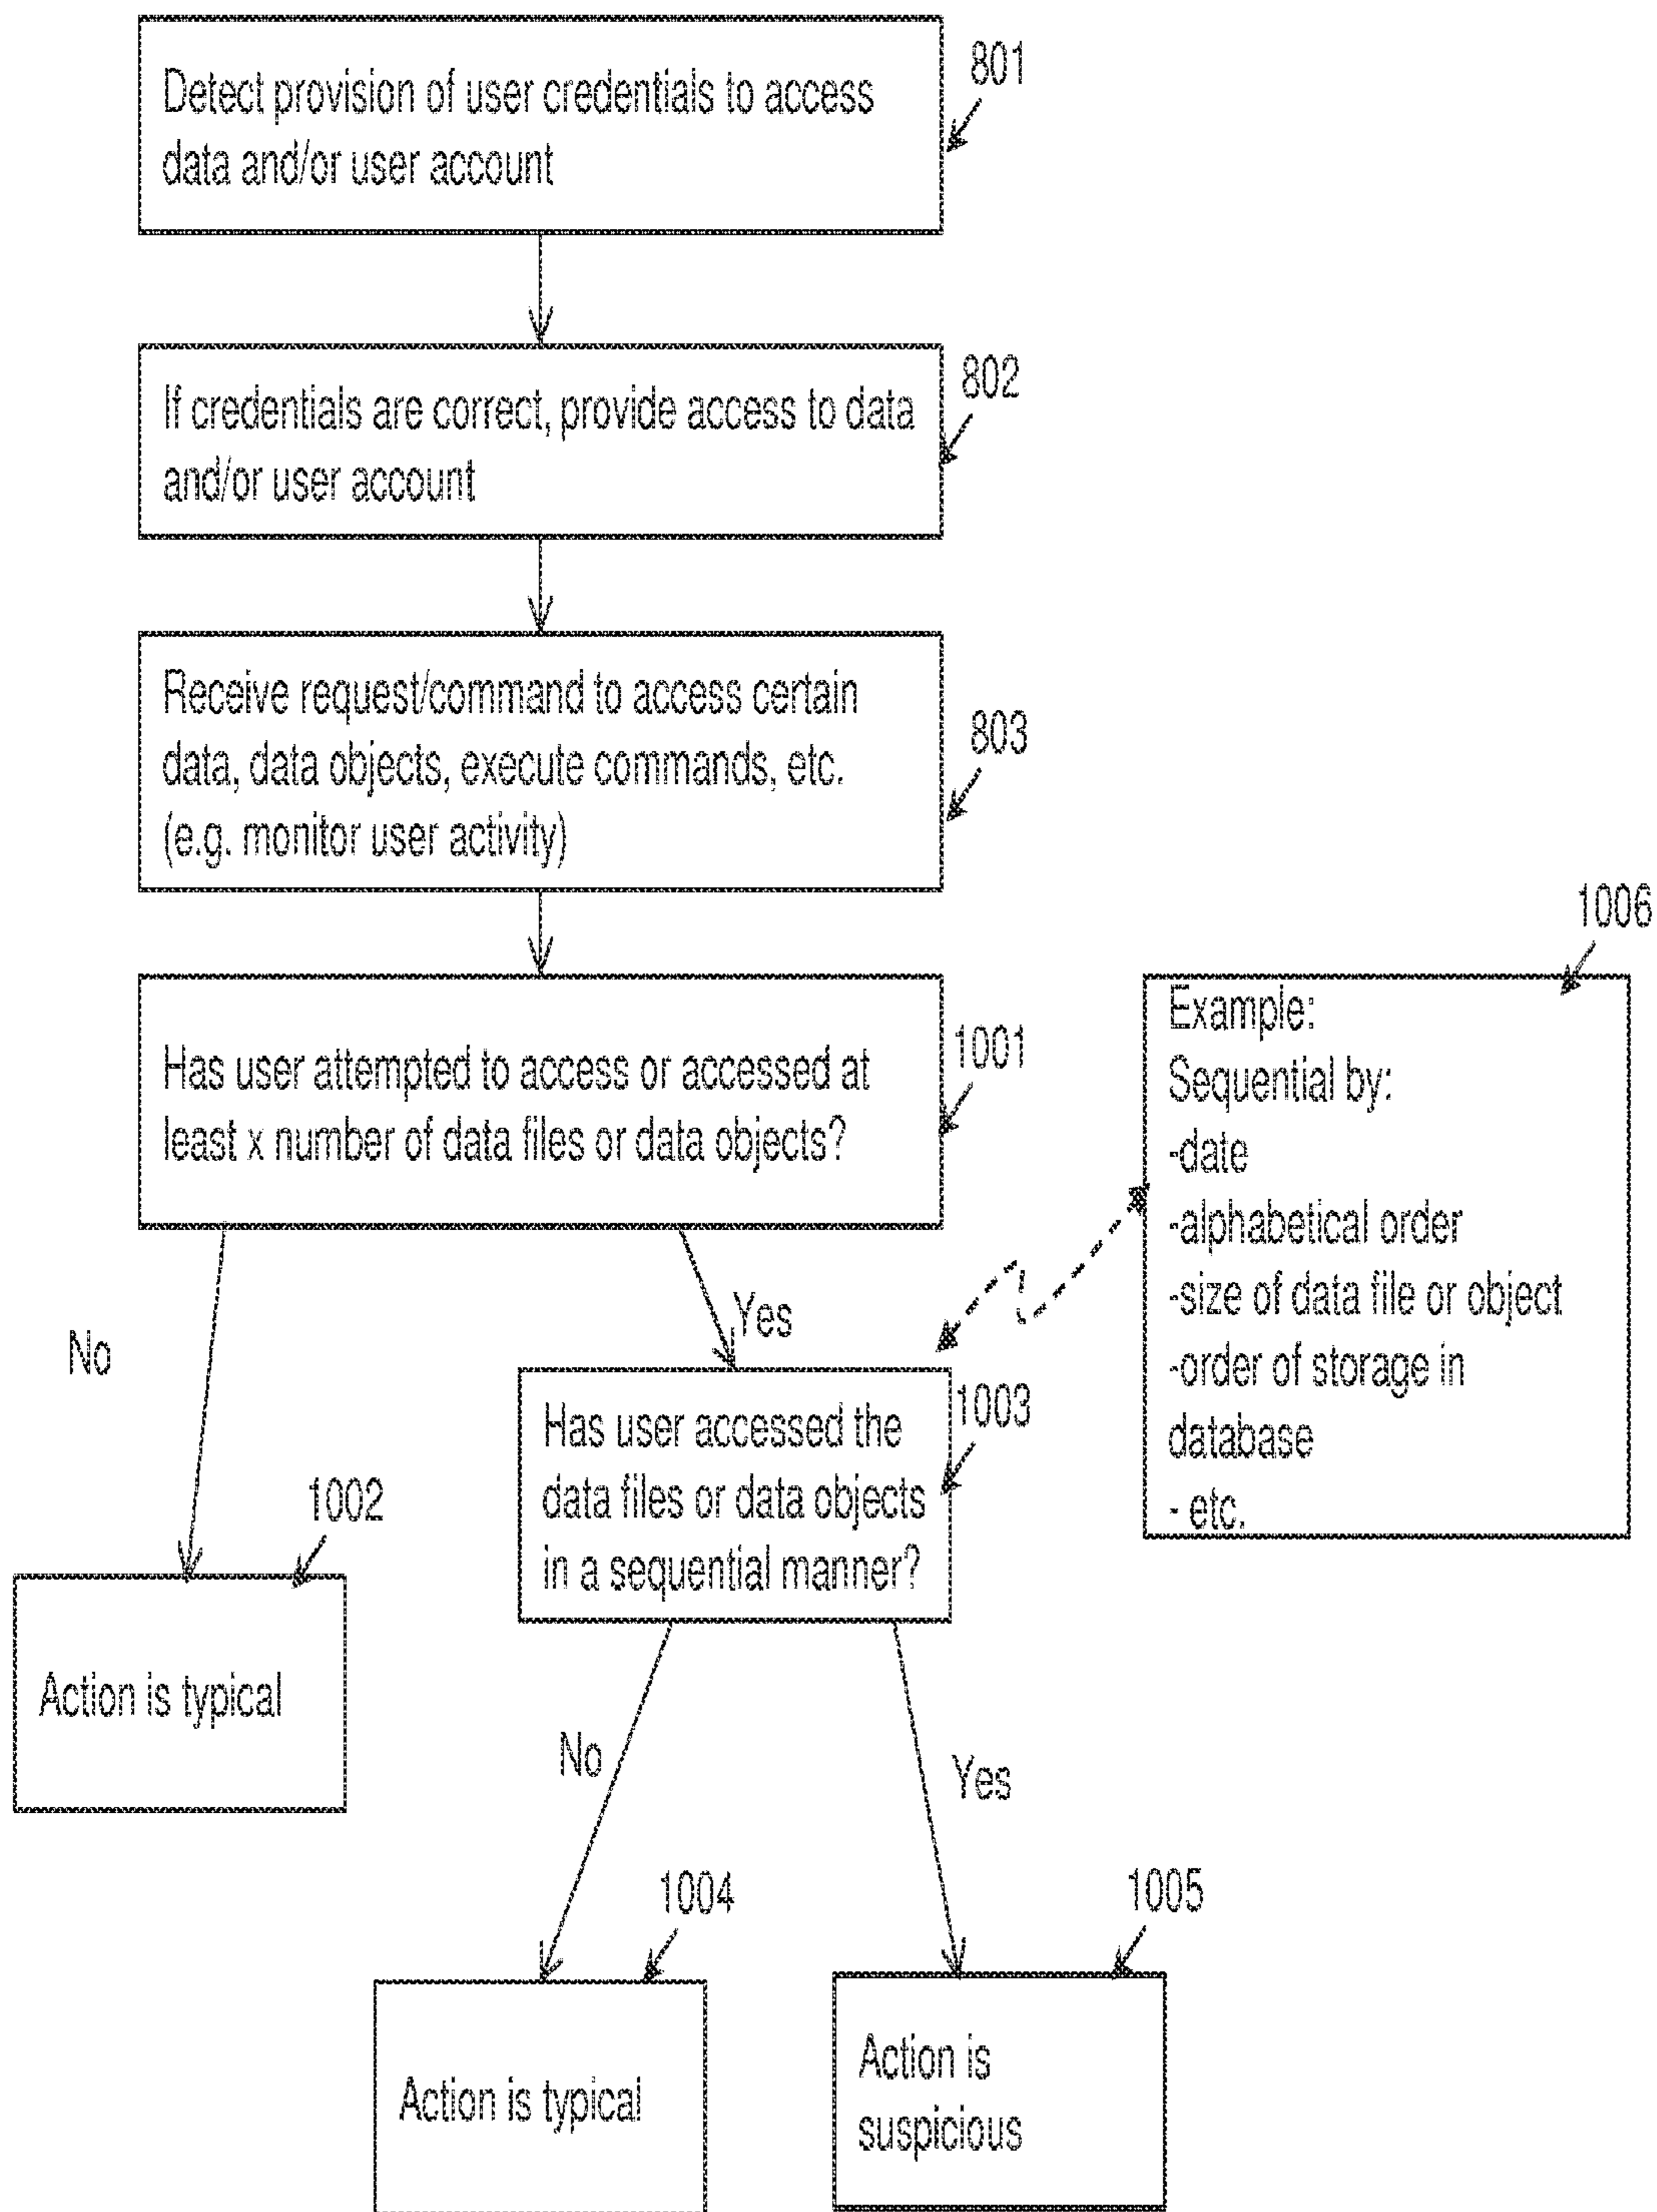 801
Detect provision of user credentials to access
data and/or user account
802
If credentials are correct, provide access to data
and/or user account
803
Receive request/command to access certain
data, data objects, execute commands, etc.
(e.g. monitor user activity)
1001
Has user attempted to access or accessed at
least x number of data files or data objects?
1006
Example:
Sequential by:
-date
-alphabetical order
-size of data file or object
-order of storage in
database
- etc.
No
Yes
1003
Has user accessed the
data files or data objects
in a sequential manner?
1002
Action is typical
No
Yes
1004
Action is typical
1005
Action is
suspicious